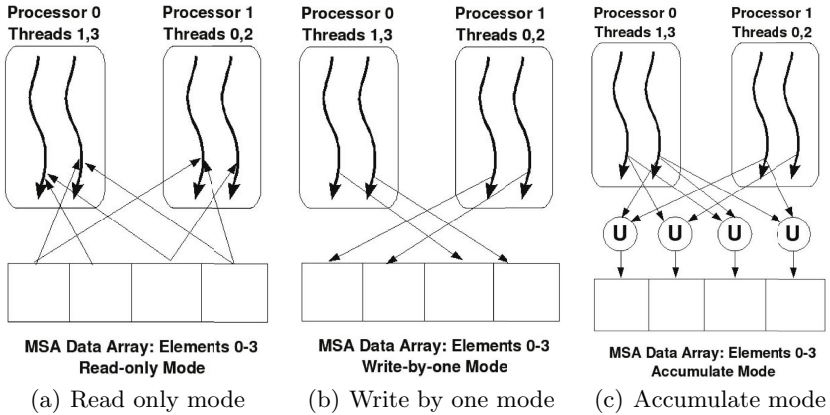 Processor 0
Threads 1,3
Processor 1
Threads 0,2
MSA Data Array: Elements 0-3
Read-only Mode
(a) Read only mode
Processor 0
Threads 1,3
Processor 1
Threads 0,2
MSA Data Array: Elements 0-3
Write-by-one Mode
(b) Write by one mode
Processor 0
Threads 1,3
Processor 1
Threads 0,2
U U U U
MSA Data Array: Elements 0-3
Accumulate Mode
(c) Accumulate mode